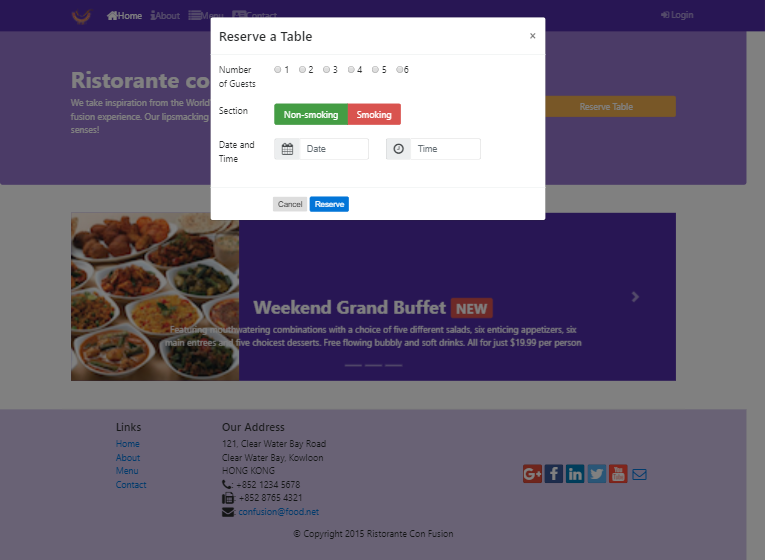 Home About Menu Contact Login
Reserve a Table ×
Number of Guests
1 2 3 4 5 6
Section
Non-smoking Smoking
Date and Time
Date Time
Cancel Reserve
Ristorante co
We take inspiration from the World
fusion experience. Our lipsmacking
senses!
Reserve Table
Weekend Grand Buffet NEW
Featuring mouthwatering combinations with a choice of five different salads, six enticing appetizers, six
main entrees and five choicest desserts. Free flowing bubbly and soft drinks. All for just $19.99 per person
Links
Home
About
Menu
Contact
Our Address
121, Clear Water Bay Road
Clear Water Bay, Kowloon
HONG KONG
: +852 1234 5678
: +852 8765 4321
: confusion@food.net
G+ f in You Tube
© Copyright 2015 Ristorante Con Fusion